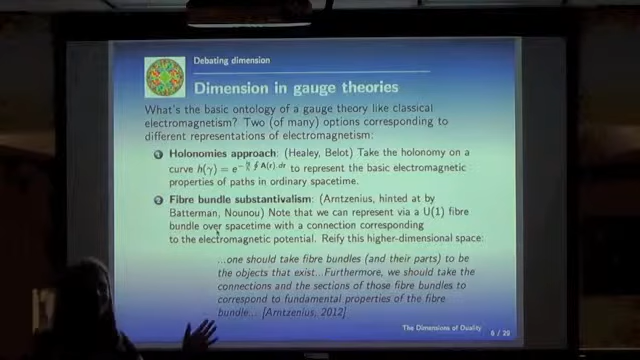 Debating dimension
Dimension in gauge theories
What's the basic ontology of a gauge theory like classical
electromagnetism? Two (of many) options corresponding to
different representations of electromagnetism:
1 Holonomies approach: (Healey, Belot) Take the holonomy on a
curve h(γ) = to represent the basic electromagnetic
properties of paths in ordinary spacetime.
2 Fibre bundle substantivalism: (Arntzenius, hinted at by
Batterman, Nounou) Note that we can represent via a U(1) fibre
bundle over spacetime with a connection corresponding
to the electromagnetic potential. Reify this higher-dimensional space:
...one should take fibre bundles (and their parts) to be
the objects that exist... Furthermore, we should take the
connections and the sections of those fibre bundles to
correspond to fundamental properties of the fibre
bundle... [Arntzenius, 2012]
The Dimensions of Duality 6 / 29